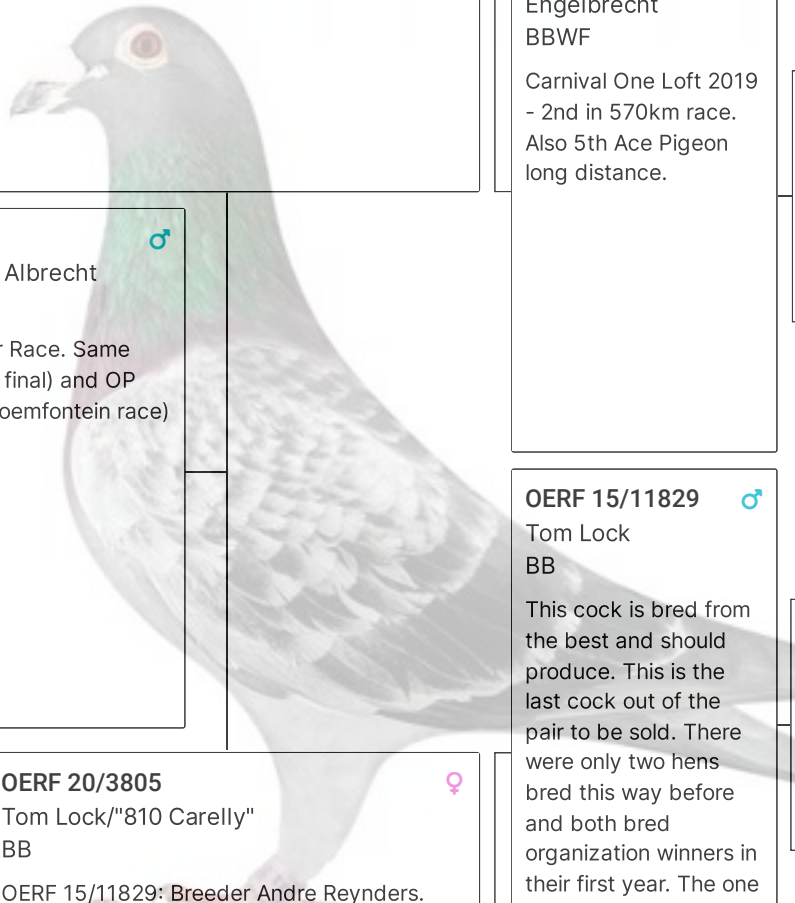 Engelbrecht
BBWF
Carnival One Loft 2019
- 2nd in 570km race.
Also 5th Ace Pigeon
long distance.
Albrecht
Race. Same
final) and OP
oemfontein race)
OERF 15/11829
Tom Lock
BB
This cock is bred from
the best and should
produce. This is the
last cock out of the
pair to be sold. There
were only two hens
bred this way before
and both bred
organization winners in
their first year. The one
OERF 20/3805
Tom Lock/"810 Carelly"
BB
OERF 15/11829: Breeder Andre Reynders.